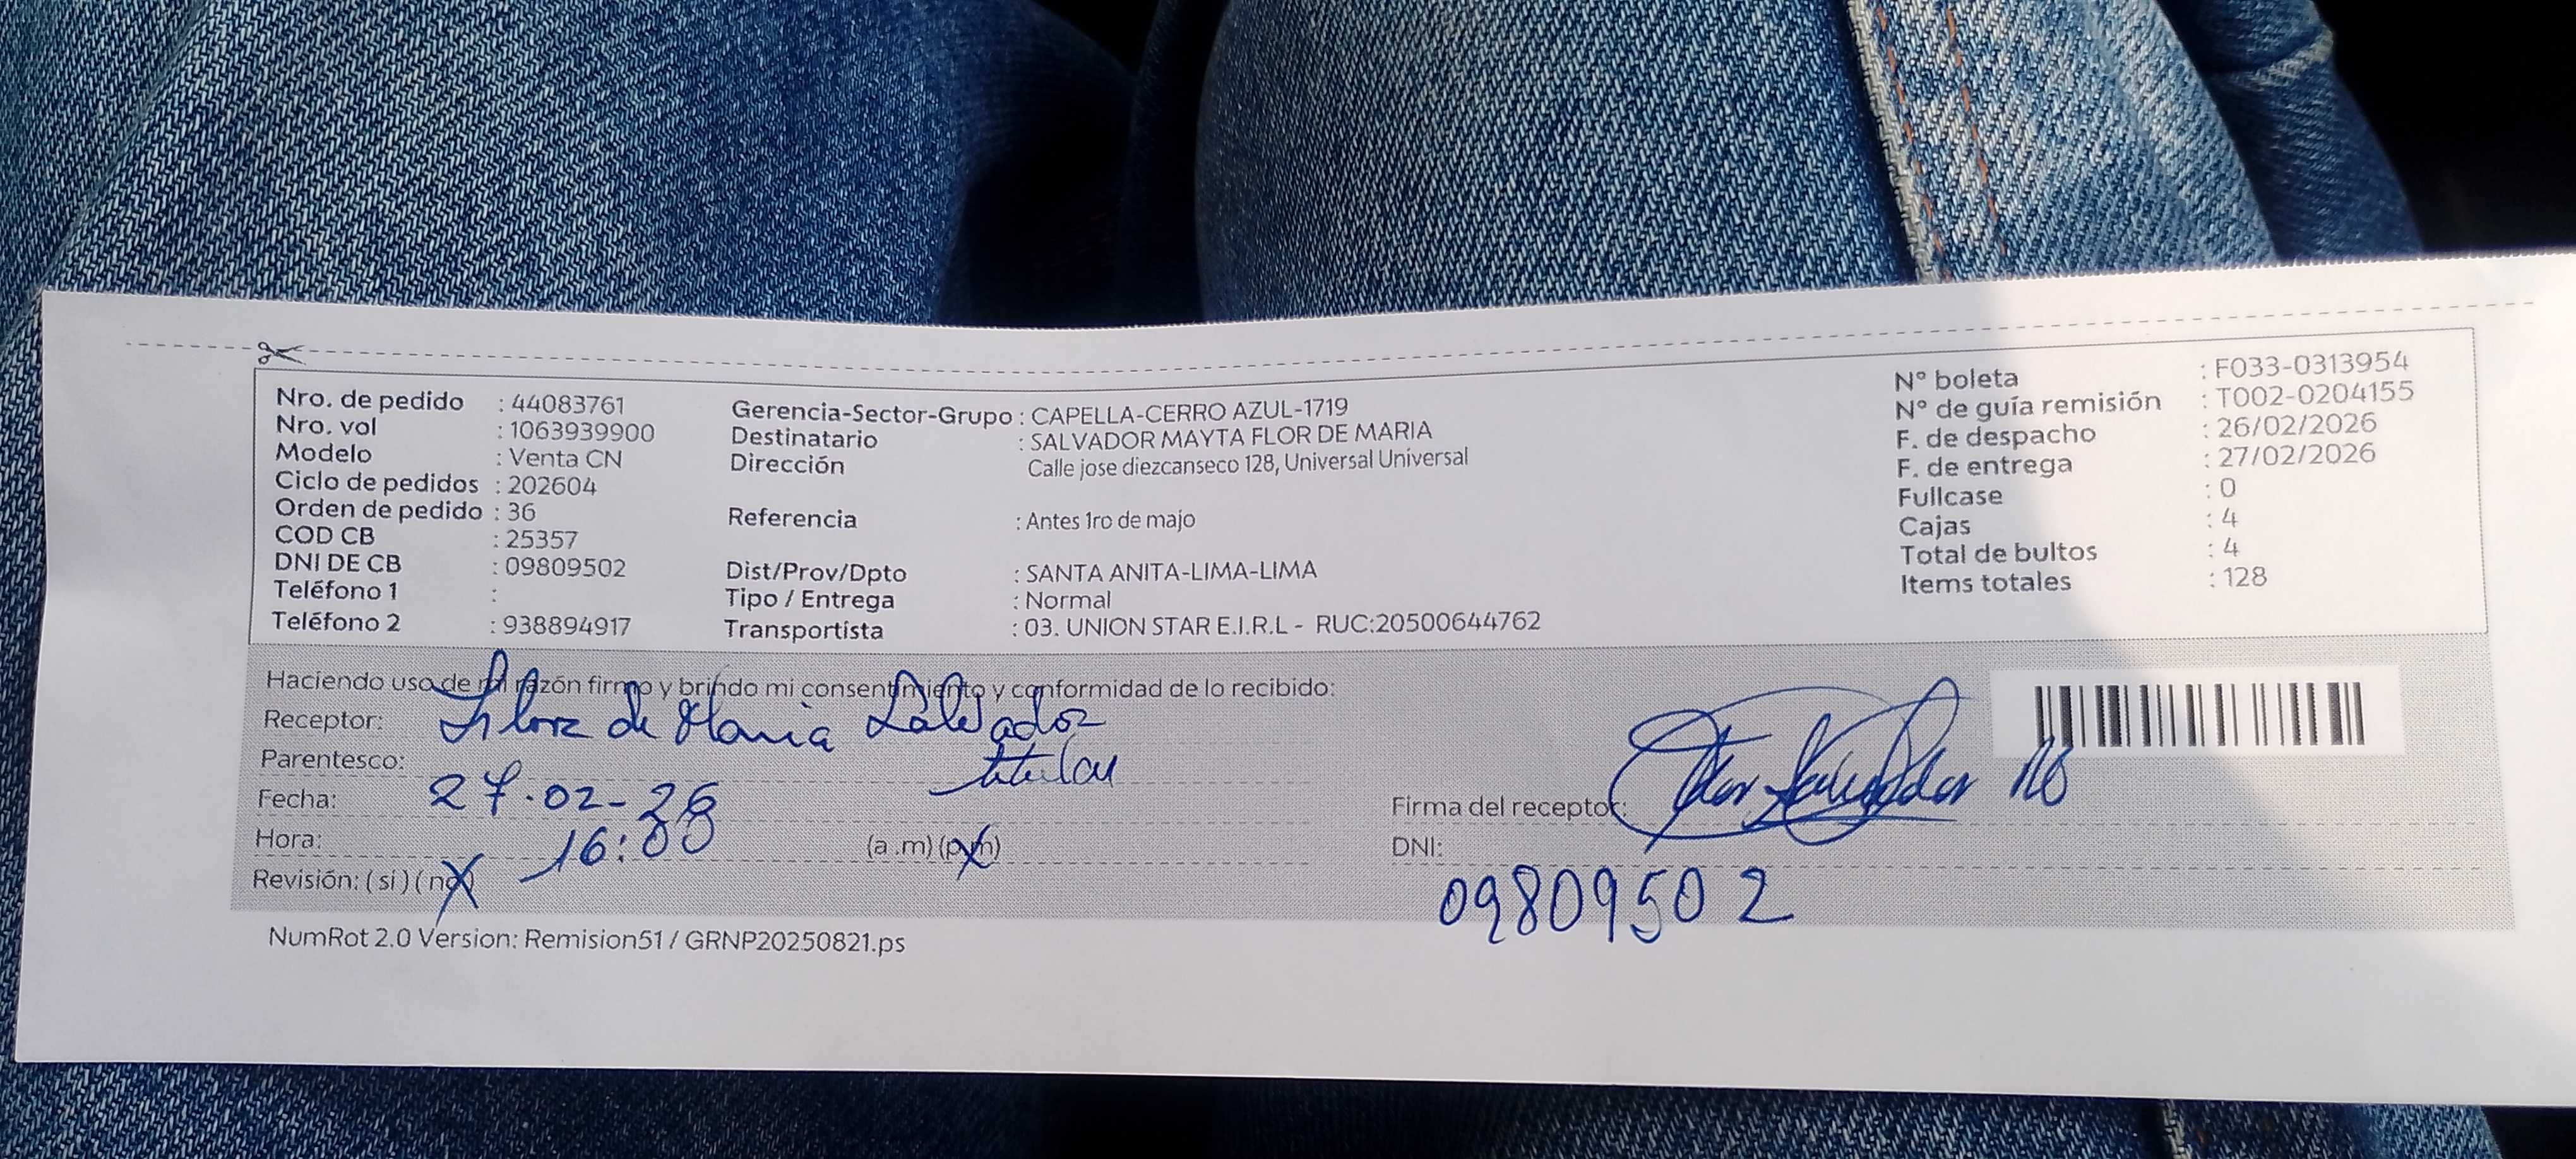 Nro. de pedido : 44083761
Nro. vol : 1063939900
Modelo : Venta CN
Ciclo de pedidos : 202604
Orden de pedido : 36
COD CB : 25357
DNI DE CB : 09809502
Teléfono 1 :
Teléfono 2 : 938894917
Gerencia-Sector-Grupo : CAPELLA-CERRO AZUL-1719
Destinatario : SALVADOR MAYTA FLOR DE MARIA
Dirección Calle jose diezcanseco 128, Universal Universal
Referencia : Antes 1ro de majo
Dist/Prov/Dpto : SANTA ANITA-LIMA-LIMA
Tipo / Entrega : Normal
Transportista : 03. UNION STAR E.I.R.L - RUC:20500644762
N° boleta : F033-0313954
N° de guía remisión : T002-0204155
F. de despacho : 26/02/2026
F. de entrega : 27/02/2026
Fullcase : 0
Cajas : 4
Total de bultos : 4
Items totales : 128
Haciendo uso de mi razón firmo y brindo mi consentimiento y conformidad de lo recibido:
Receptor: Flor de Maria Salvador
Parentesco: titular
Fecha: 27-02-26
Hora: 16: (a .m) (p.m)
Revisión: ( si ) ( no )
Firma del receptor: Flor Salvador
DNI: 09809502
NumRot 2.0 Version: Remision51 / GRNP20250821.ps